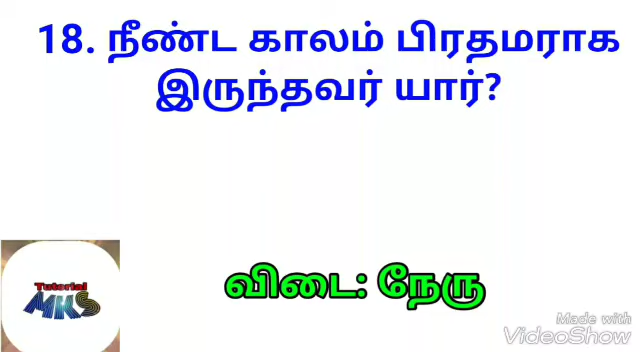 18. நீண்ட காலம் பிரதமராக
இருந்தவர் யார்?
விடை: நேரு
Tutorial
MKS
Made with
VideoShow